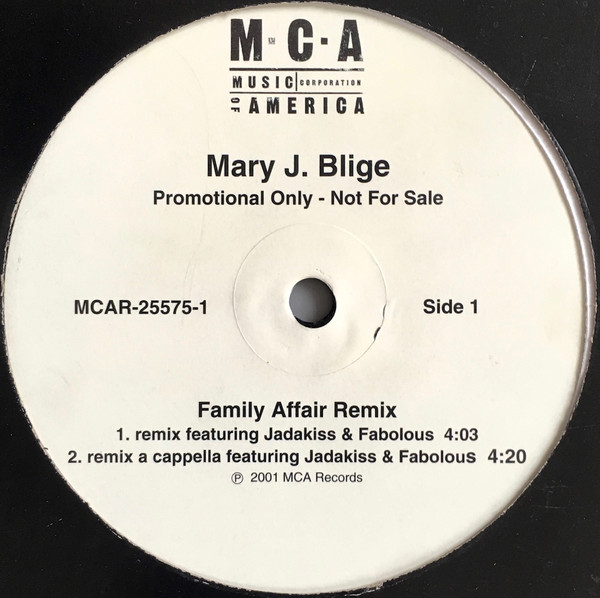 M·C·A
MUSIC CORPORATION
OF AMERICA
Mary J. Blige
Promotional Only - Not For Sale
MCAR-25575-1 Side 1
Family Affair Remix
1. remix featuring Jadakiss & Fabolous 4:03
2. remix a cappella featuring Jadakiss & Fabolous 4:20
℗ 2001 MCA Records